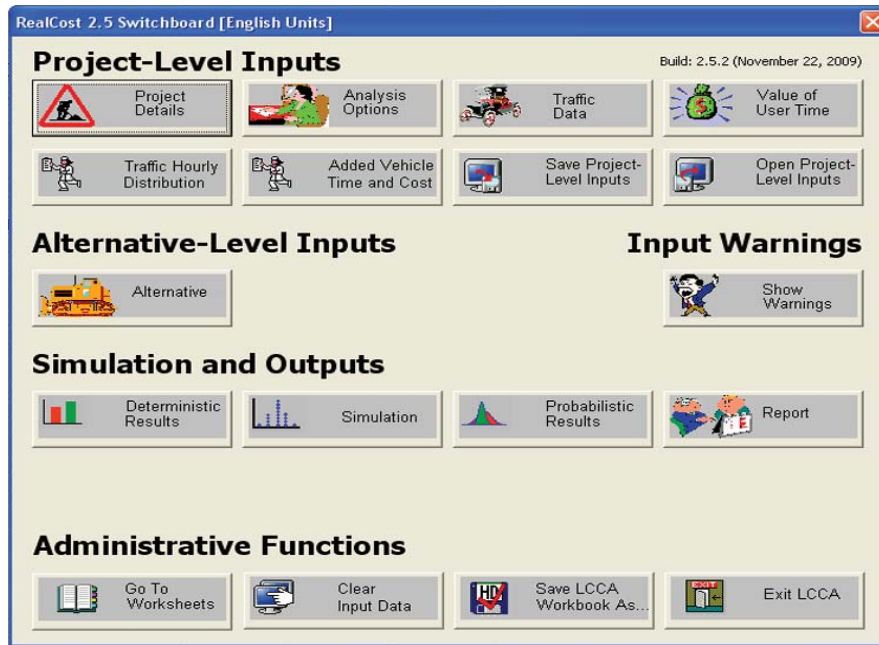 RealCost 2.5 Switchboard [English Units]
Project-Level Inputs
Build: 2.5.2 (November 22, 2009)
Project
Details
Analysis
Options
Traffic
Data
Value of
User Time
Traffic Hourly
Distribution
Added Vehicle
Time and Cost
Save Project-
Level Inputs
Open Project-
Level Inputs
Alternative-Level Inputs
Input Warnings
Alternative
Show
Warnings
Simulation and Outputs
Deterministic
Results
Simulation
Probabilistic
Results
Report
Administrative Functions
Go To
Worksheets
Clear
Input Data
HD
Save LCCA
Workbook As...
EXIT
Exit LCCA